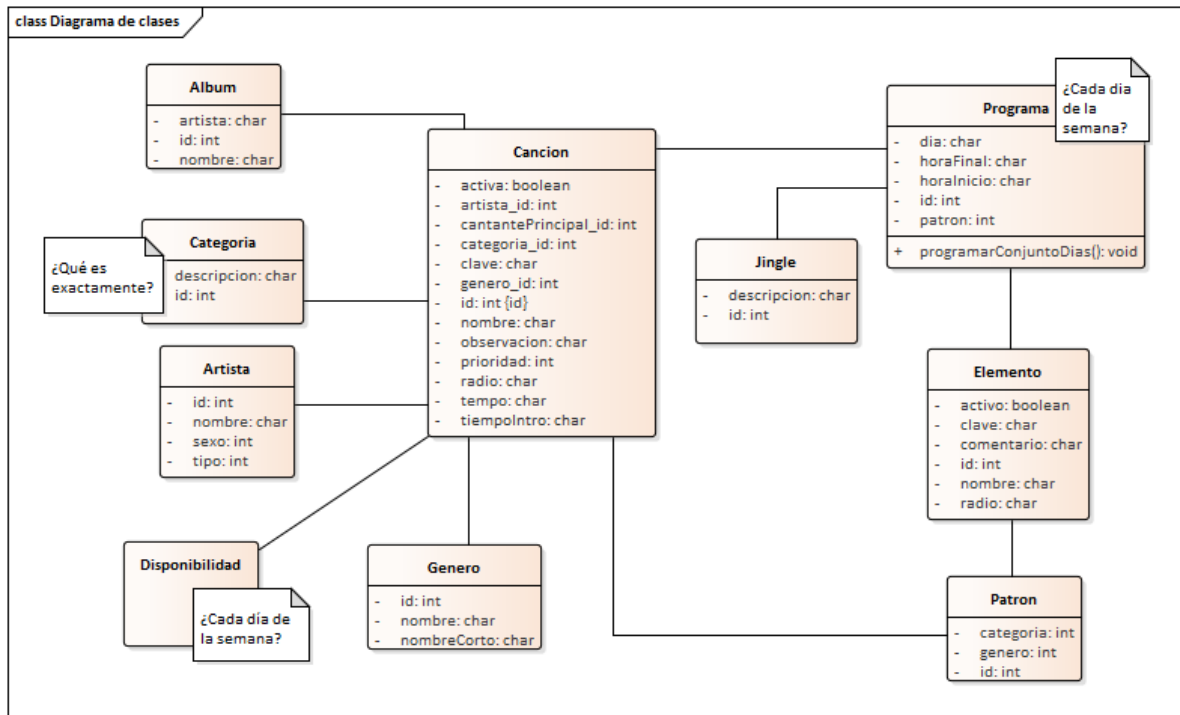 class Diagrama de clases
Album
- artista: char
- id: int
- nombre: char
Categoria
descripcion: char
id: int
¿Qué es
exactamente?
Artista
- id: int
- nombre: char
- sexo: int
- tipo: int
Disponibilidad
¿Cada día de
la semana?
Cancion
- activa: boolean
- artista_id: int
- cantantePrincipal_id: int
- categoria_id: int
- clave: char
- genero_id: int
- id: int {id}
- nombre: char
- observacion: char
- prioridad: int
- radio: char
- tempo: char
- tiempoIntro: char
Genero
- id: int
- nombre: char
- nombreCorto: char
Jingle
- descripcion: char
- id: int
Programa
- dia: char
- horaFinal: char
- horaInicio: char
- id: int
- patron: int
+ programarConjuntoDias(): void
¿Cada dia
de la
semana?
Elemento
- activo: boolean
- clave: char
- comentario: char
- id: int
- nombre: char
- radio: char
Patron
- categoria: int
- genero: int
- id: int